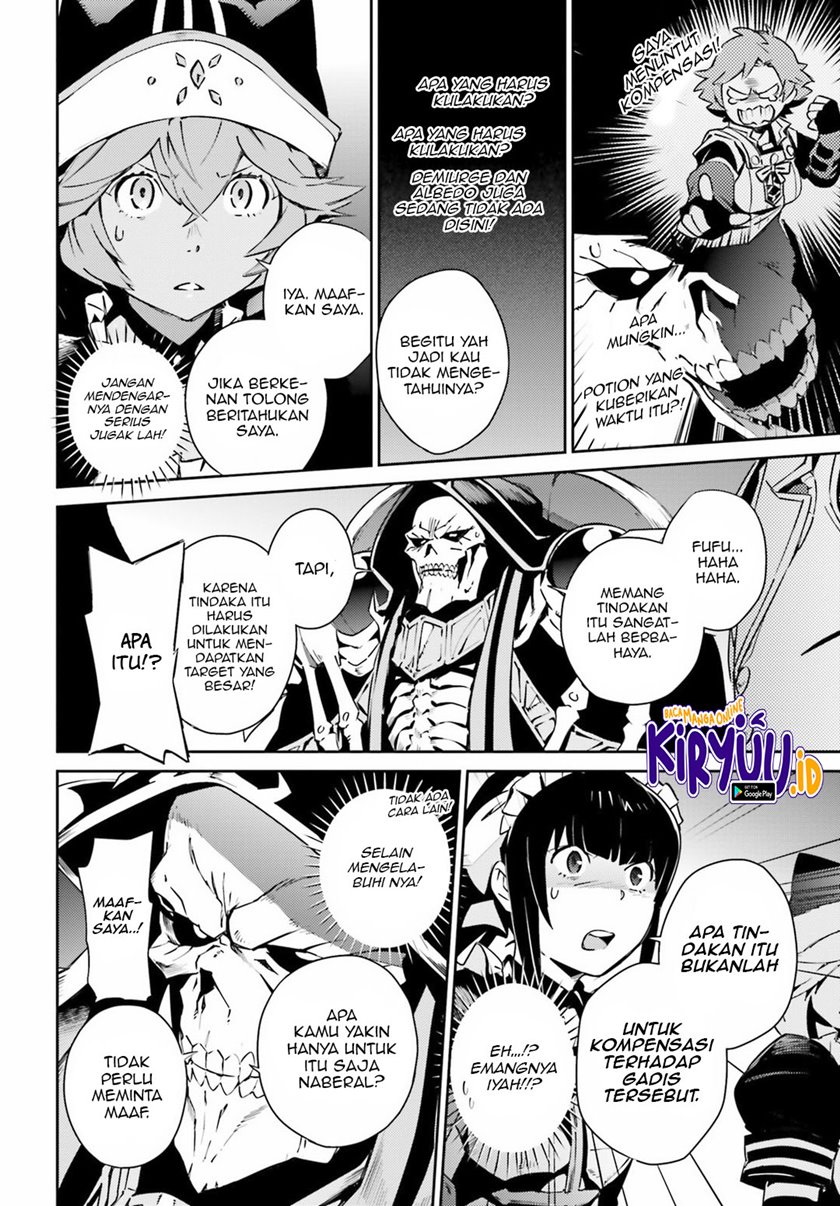 SAYA
MENUNTUT
KOMPENSASI!
APA
MUNGKIN...
POTION YANG
KUBERIKAN
WAKTU ITU?!
APA YANG HARUS
KULAKUKAN?
APA YANG HARUS
KULAKUKAN?
DEMIURGE DAN
ALBEDO JUGA
SEDANG TIDAK ADA
DISINI!
BEGITU YAH
JADI KAU
TIDAK MENGE-
TAHUINYA?
IYA. MAAF-
KAN SAYA.
JIKA BERKE-
NAN TOLONG
BERITAHUKAN
SAYA.
JANGAN
MENDENGAR-
NYA DENGAN
SERIUS
JUGAK LAH!
FUFU...
HAHA
HAHA.
MEMANG
TINDAKAN
ITU SANGAT-
LAH BERBA-
HAYA.
TAPI,
KARENA
TINDAKA ITU
HARUS
DILAKUKAN
UNTUK MEN-
DAPATKAN
TARGET YANG
BESAR!
APA
ITU!?
BACA MANGA ONLINE
KIRYUU.ID
GET IT ON
Google Play
APA TIN-
DAKAN ITU
BUKANLAH
UNTUK
KOMPENSASI
TERHADAP
GADIS
TERSEBUT.
EH...!?
EMANGNYA
IYAH!!?
TIDAK ADA
CARA LAIN!
SELAIN
MENGELA-
BUHI NYA!
APA
KAMU YAKIN
HANYA UNTUK
ITU SAJA
NABERAL?
MAAF-
KAN
SAYA..!
TIDAK
PERLU
MEMINTA
MAAF.